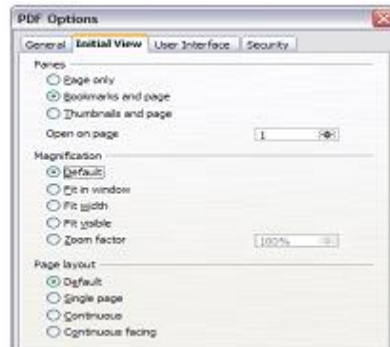 PDF Options
General Initial View User Interface Security
Panes
Page only
Bookmarks and page
Thumbnails and page
Open on page 1
Magnification
Default
Fit in window
Fit width
Fit visible
Zoom factor 100%
Page layout
Default
Single page
Continuous
Continuous facing